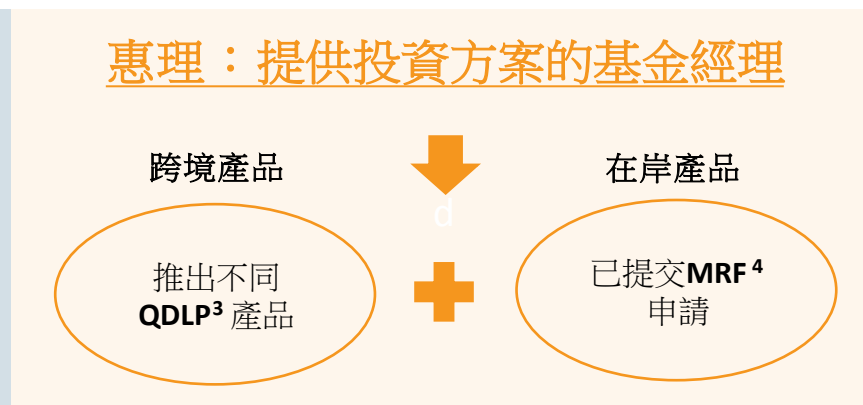 惠理：提供投資方案的基金經理
跨境產品
在岸產品
d
推出不同
QDLP³ 產品
已提交MRF ⁴
申請